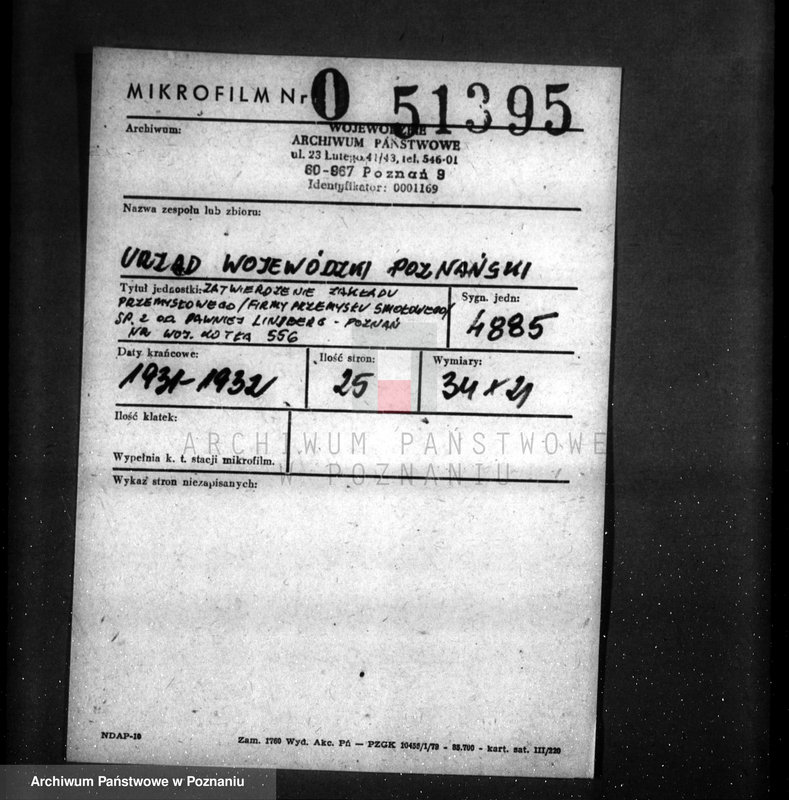 MIKROFILM Nr 0 51395
Archiwum:
WOJEWÓDZKIE
ARCHIWUM PAŃSTWOWE
ul. 23 Lutego 41/43, tel. 546-01
60-967 Poznań 9
Identyfikator: 0001169
Nazwa zespołu lub zbioru:
URZĄD WOJEWÓDZKI POZNAŃSKI
Tytuł jednostki: ZATWIERDZENIE ZAKŁADU
PRZEMYSŁOWEGO/FIRMY PRZEMYSŁU SMOŁOWEGO/
SP. Z O.O. DAWNIEJ LINDBERG - POZNAŃ
NR WOJ. KOTŁA 556
Sygn. jedn:
4885
Daty krańcowe:
1931-1932
Ilość stron:
25
Wymiary:
34 x 21
Ilość klatek:
Wypełnia k. t. stacji mikrofilm.
ARCHIWUM PAŃSTWOWE
W POZNANIU
Wykaz stron niezapisanych:
NDAP-10
Zam. 1760 Wyd. Akc. Pń — PZGK 10455/1/79 - 85.700 - kart. sat. III/220
Archiwum Państwowe w Poznaniu